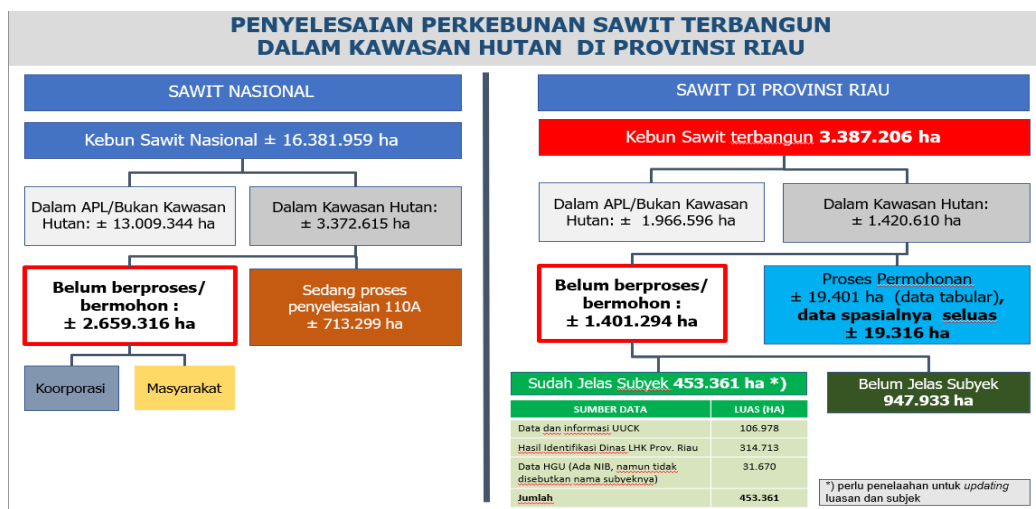 PENYELESAIAN PERKEBUNAN SAWIT TERBANGUN
DALAM KAWASAN HUTAN DI PROVINSI RIAU
SAWIT NASIONAL
Kebun Sawit Nasional ± 16.381.959 ha
Dalam APL/Bukan Kawasan
Hutan: ± 13.009.344 ha
Dalam Kawasan Hutan:
± 3.372.615 ha
Belum berproses/
bermohon :
± 2.659.316 ha
Sedang proses
penyelesaian 110A
± 713.299 ha
Koorporasi
Masyarakat
SAWIT DI PROVINSI RIAU
Kebun Sawit terbangun 3.387.206 ha
Dalam APL/Bukan Kawasan
Hutan: ± 1.966.596 ha
Dalam Kawasan Hutan:
± 1.420.610 ha
Belum berproses/
bermohon :
± 1.401.294 ha
Proses Permohonan
± 19.401 ha (data tabular),
data spasialnya seluas
± 19.316 ha
Sudah Jelas Subyek 453.361 ha *)
SUMBER DATA LUAS (HA)
Data dan informasi UUCK 106.978
Hasil Identifikasi Dinas LHK Prov. Riau 314.713
Data HGU (Ada NIB, namun tidak
disebutkan nama subyeknya) 31.670
Jumlah 453.361
Belum Jelas Subyek
947.933 ha
*) perlu penelaahan untuk updating
luasan dan subjek